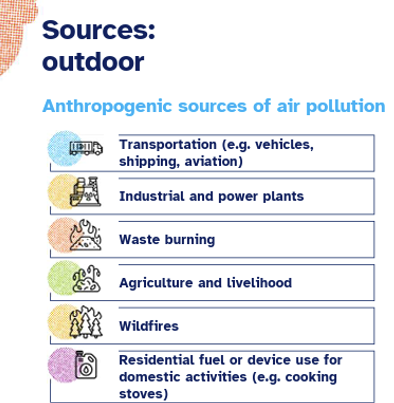 Sources:
outdoor
Anthropogenic sources of air pollution
Transportation (e.g. vehicles,
shipping, aviation)
Industrial and power plants
Waste burning
Agriculture and livelihood
Wildfires
Residential fuel or device use for
domestic activities (e.g. cooking
stoves)